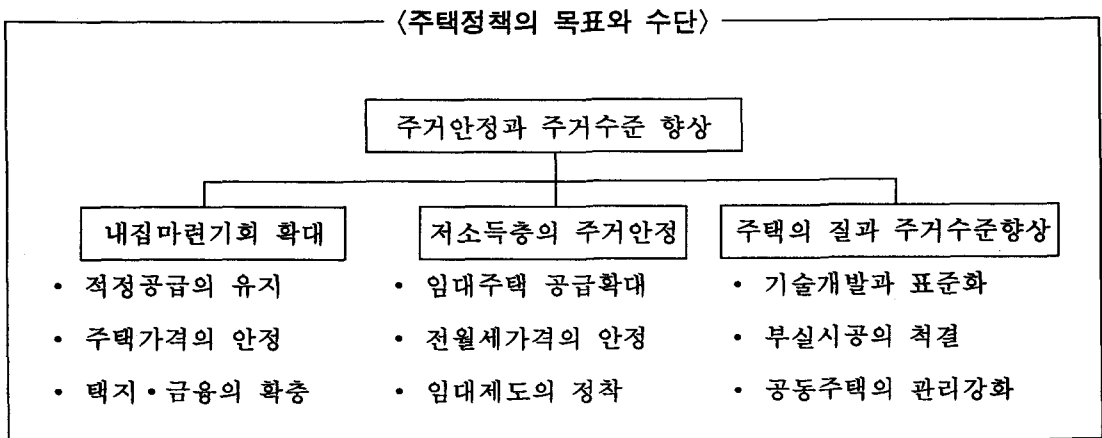 〈주택정책의 목표와 수단〉
주거안정과 주거수준 향상
내집마련기회 확대
• 적정공급의 유지
• 주택가격의 안정
• 택지•금융의 확충
저소득층의 주거안정
• 임대주택 공급확대
• 전월세가격의 안정
• 임대제도의 정착
주택의 질과 주거수준향상
• 기술개발과 표준화
• 부실시공의 척결
• 공동주택의 관리강화